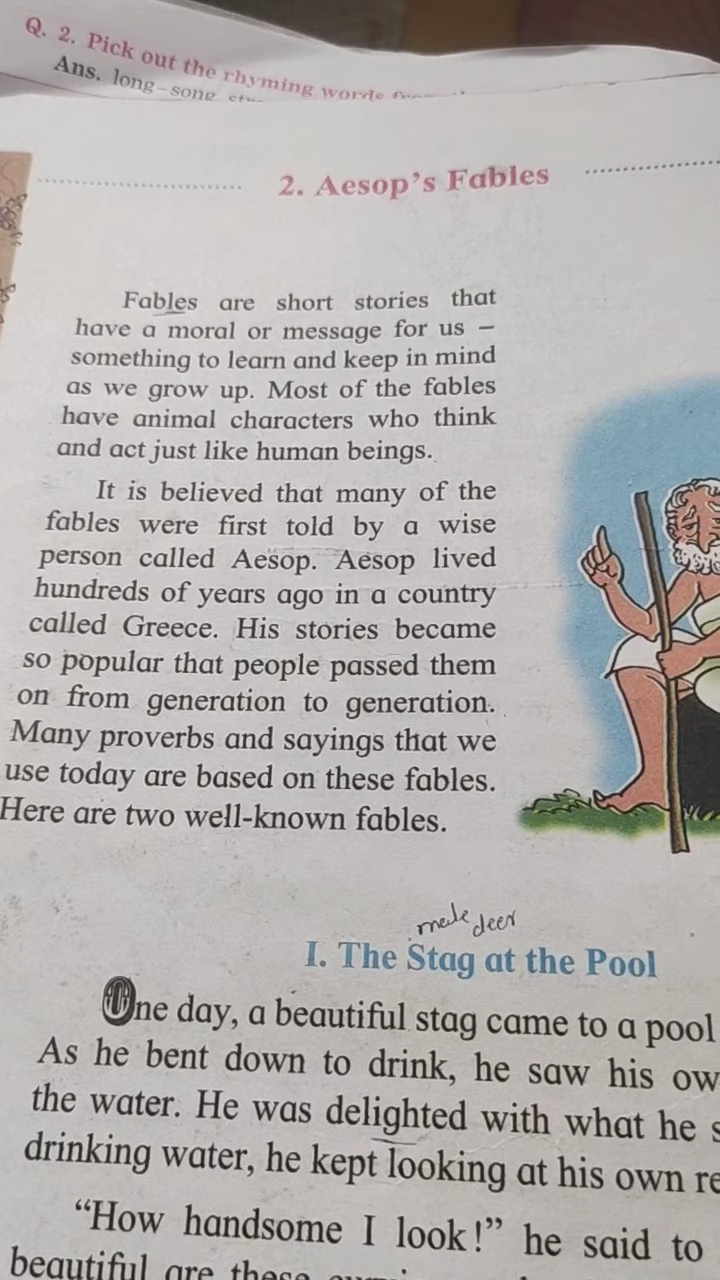 Q. 2. Pick out the rhyming words
Ans. long–song
2. Aesop's Fables
Fables are short stories that
have a moral or message for us –
something to learn and keep in mind
as we grow up. Most of the fables
have animal characters who think
and act just like human beings.
It is believed that many of the
fables were first told by a wise
person called Aesop. Aesop lived
hundreds of years ago in a country
called Greece. His stories became
so popular that people passed them
on from generation to generation.
Many proverbs and sayings that we
use today are based on these fables.
Here are two well-known fables.
male deer
I. The Stag at the Pool
One day, a beautiful stag came to a pool
As he bent down to drink, he saw his
the water. He was delighted with what he
drinking water, he kept looking at his own
“How handsome I look!” he said to
beautiful are these